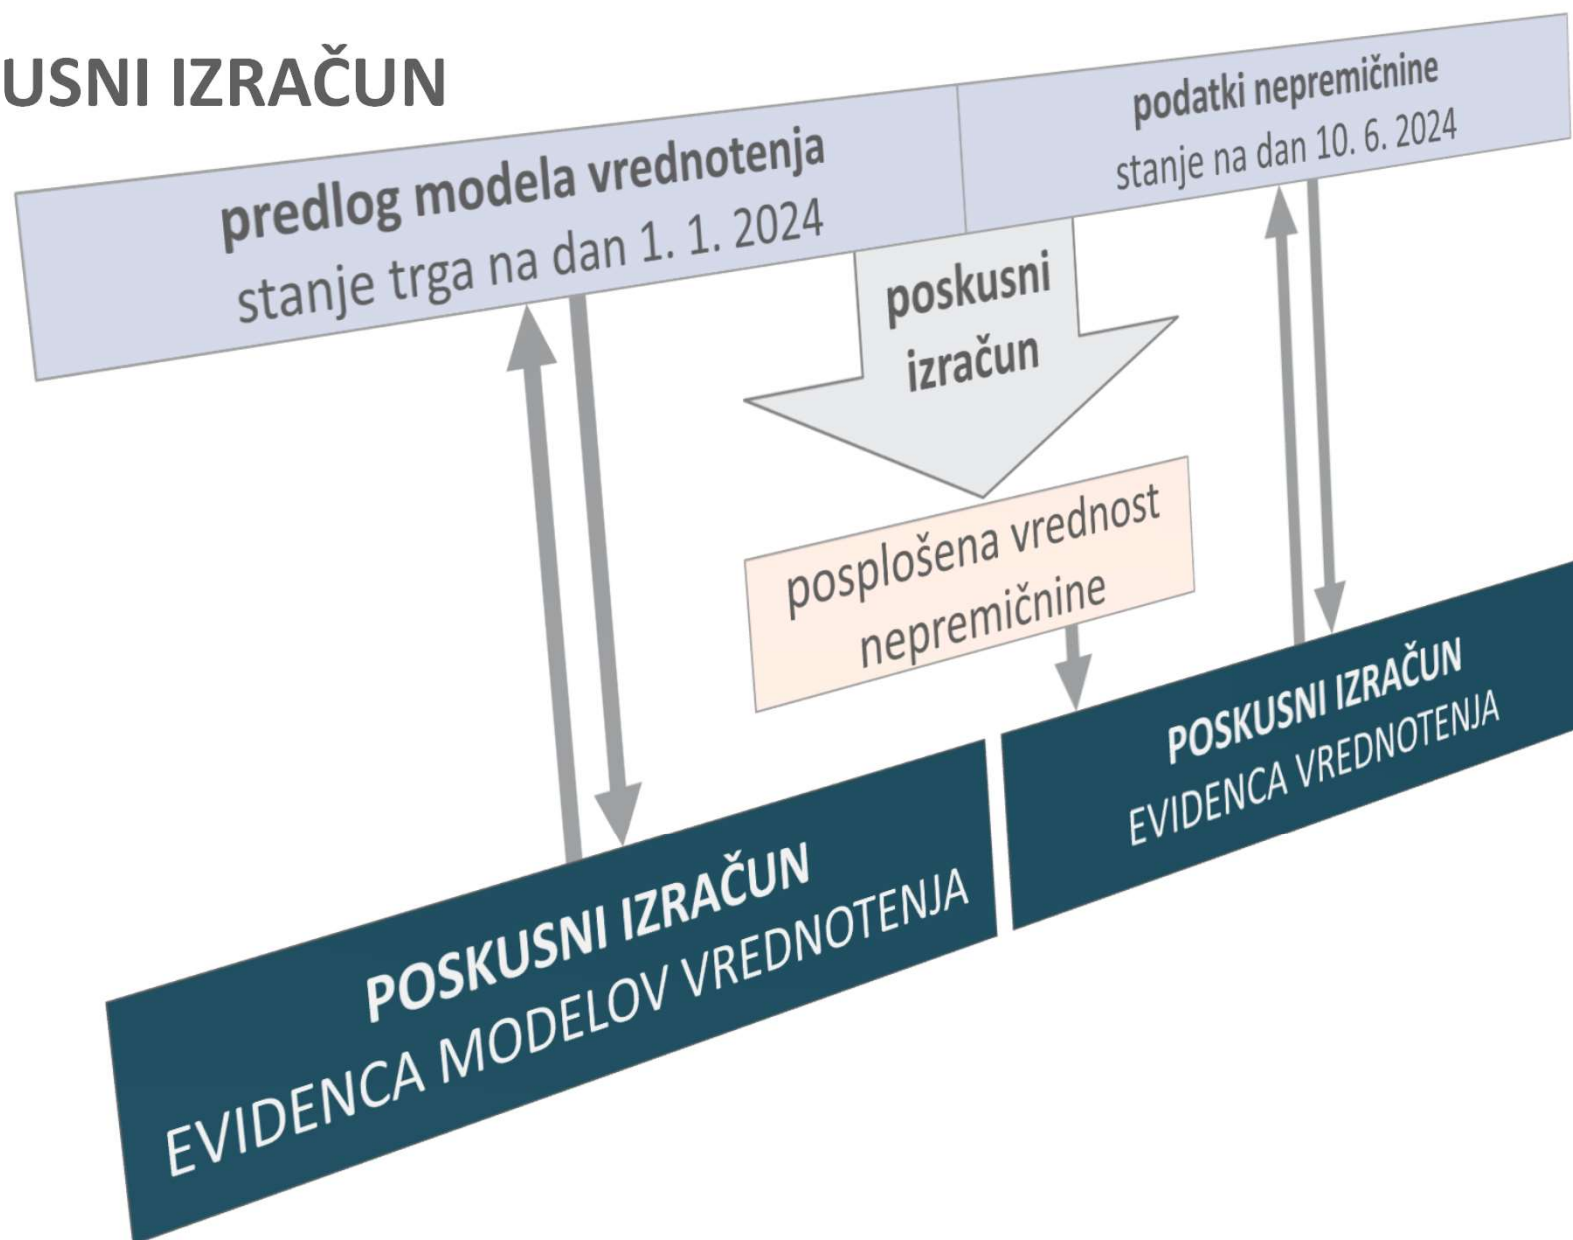 USNI IZRAČUN
predlog modela vrednotenja
stanje trga na dan 1. 1. 2024
podatki nepremičnine
stanje na dan 10. 6. 2024
poskusni
izračun
posplošena vrednost
nepremičnine
POSKUSNI IZRAČUN
EVIDENCA MODELOV VREDNOTENJA
POSKUSNI IZRAČUN
EVIDENCA VREDNOTENJA